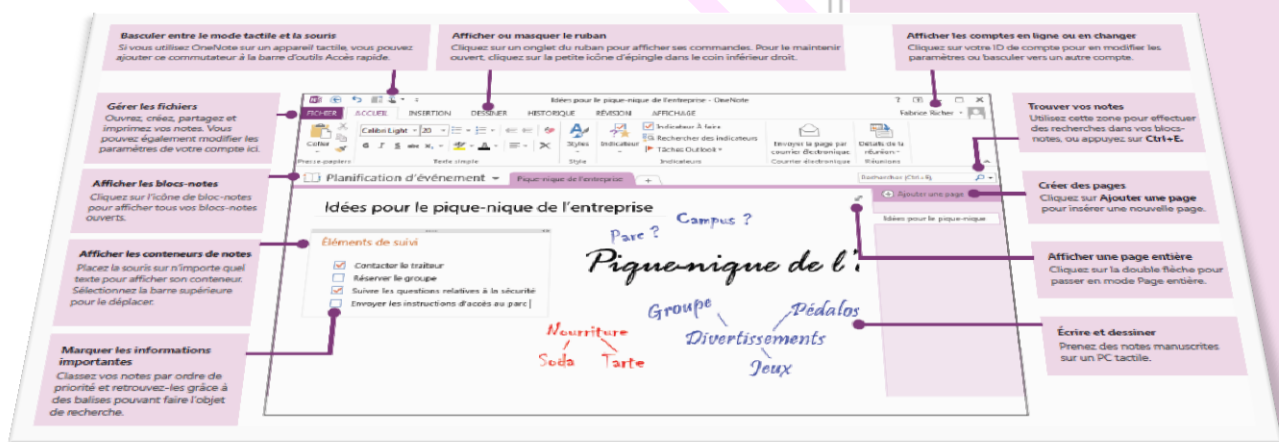 Basculer entre le mode tactile et la souris
Si vous utilisez OneNote sur un appareil tactile, vous pouvez
ajouter ce commutateur à la barre d'outils Accès rapide.
Afficher ou masquer le ruban
Cliquez sur un onglet du ruban pour afficher ses commandes. Pour le maintenir
ouvert, cliquez sur la petite icône d'épingle dans le coin inférieur droit.
Afficher les comptes en ligne ou en changer
Cliquez sur votre ID de compte pour en modifier les
paramètres ou basculer vers un autre compte.
Gérer les fichiers
Ouvrez, créez, partagez et
imprimez vos notes. Vous
pouvez également modifier les
paramètres de votre compte ici.
Afficher les blocs-notes
Cliquez sur l'icône de bloc-notes
pour afficher tous vos blocs-notes
ouverts.
Afficher les conteneurs de notes
Placez la souris sur n'importe quel
texte pour afficher son conteneur.
Sélectionnez la barre supérieure
pour le déplacer.
Marquer les informations
importantes
Classez vos notes par ordre de
priorité et retrouvez-les grâce à
des balises pouvant faire l'objet
de recherche.
Idées pour le pique-nique de l'entreprise - OneNote
FICHIER ACCUEIL INSERTION DESSINER HISTORIQUE RÉVISION AFFICHAGE
Fabrice Richer
Calibri Light 20
Coller
G I S
Styles
Indicateur
Indicateur À faire
Rechercher des indicateurs
Tâches Outlook
Envoyer la page par
courrier électronique
Détails de la
réunion
Presse-papiers Texte simple Style Indicateurs Courrier électronique Réunions
Planification d'événement
Pique-nique de l'entreprise
Rechercher (Ctrl+E)
Ajouter une page
Idées pour le pique-nique
Idées pour le pique-nique de l'entreprise
Éléments de suivi
Contacter le traiteur
Réserver le groupe
Suivre les questions relatives à la sécurité
Envoyer les instructions d'accès au parc
Parc ?
Campus ?
Pique-nique de l'
Groupe
Pédalos
Divertissements
Jeux
Nourriture
Soda Tarte
Trouver vos notes
Utilisez cette zone pour effectuer
des recherches dans vos blocs-
notes, ou appuyez sur Ctrl+E.
Créer des pages
Cliquez sur Ajouter une page
pour insérer une nouvelle page.
Afficher une page entière
Cliquez sur la double flèche pour
passer en mode Page entière.
Écrire et dessiner
Prenez des notes manuscrites
sur un PC tactile.